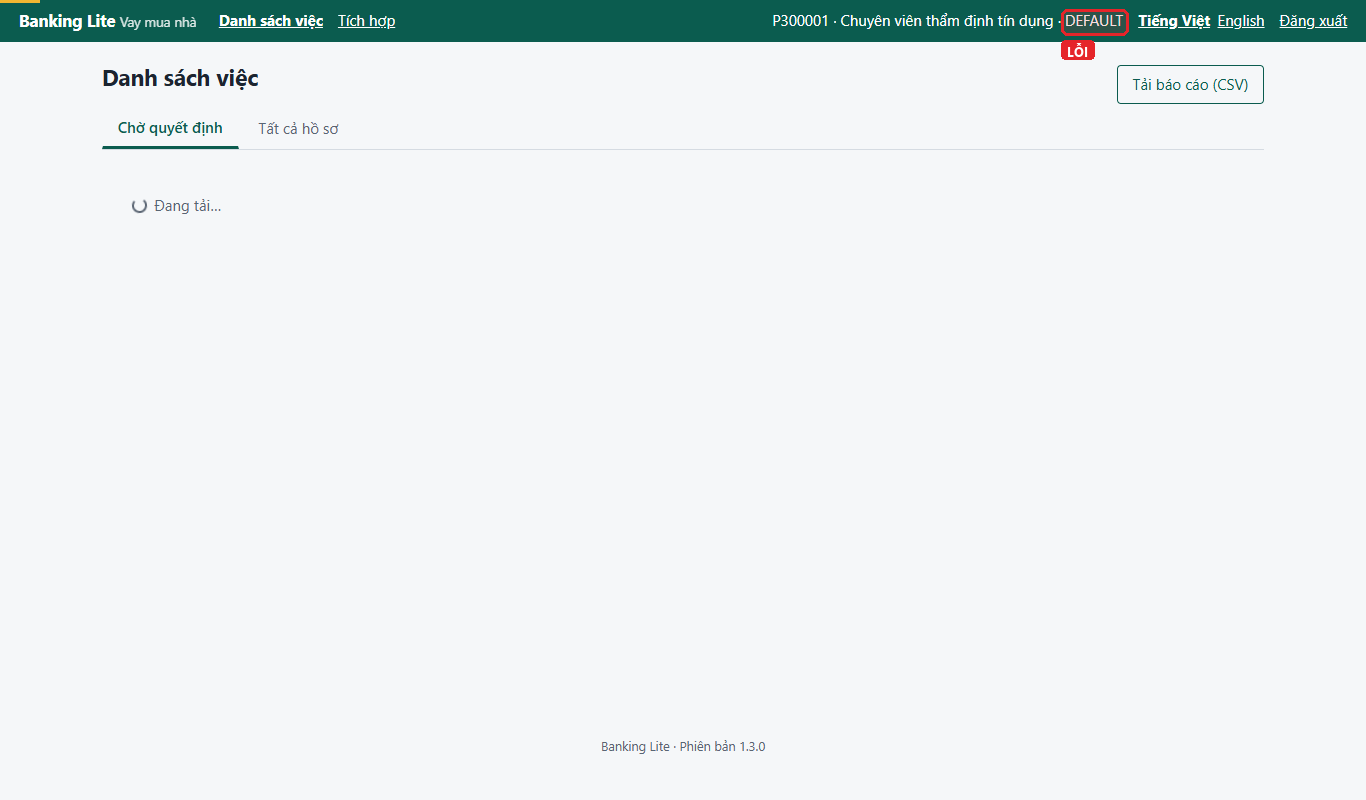 Banking Lite Vay mua nhà Danh sách việc Tích hợp P300001 · Chuyên viên thẩm định tín dụng · DEFAULT Tiếng Việt English Đăng xuất
LỖI
Danh sách việc
Tải báo cáo (CSV)
Chờ quyết định Tất cả hồ sơ
Đang tải...
Banking Lite · Phiên bản 1.3.0